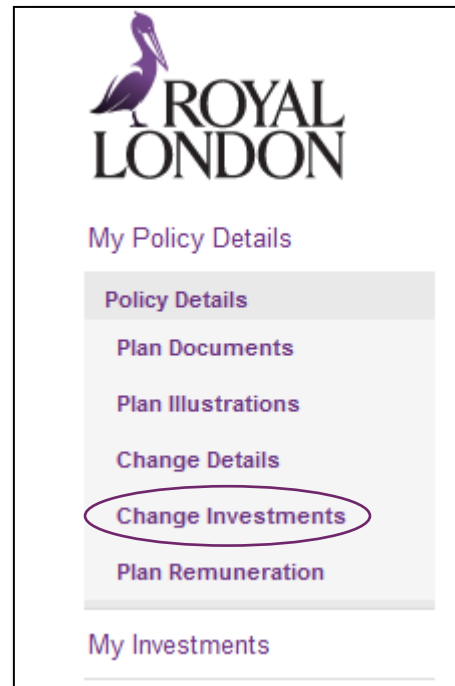 ROYAL
LONDON
My Policy Details
Policy Details
Plan Documents
Plan Illustrations
Change Details
Change Investments
Plan Remuneration
My Investments